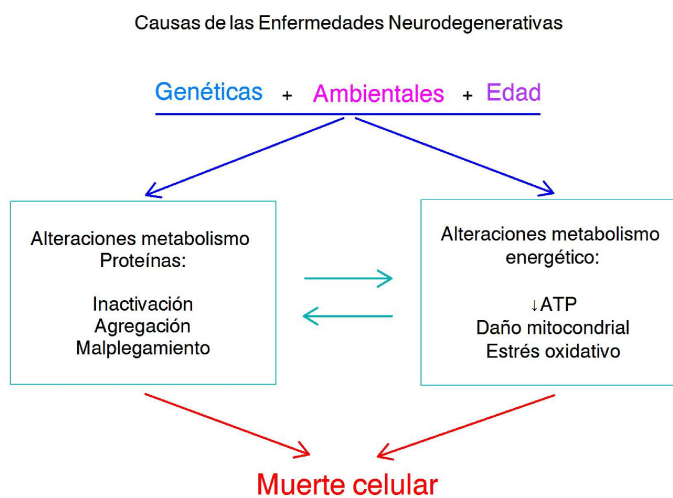 Causas de las Enfermedades Neurodegenerativas
Genéticas + Ambientales + Edad
Alteraciones metabolismo
Proteínas:
Inactivación
Agregación
Malplegamiento
Alteraciones metabolismo
energético:
↓ATP
Daño mitocondrial
Estrés oxidativo
Muerte celular